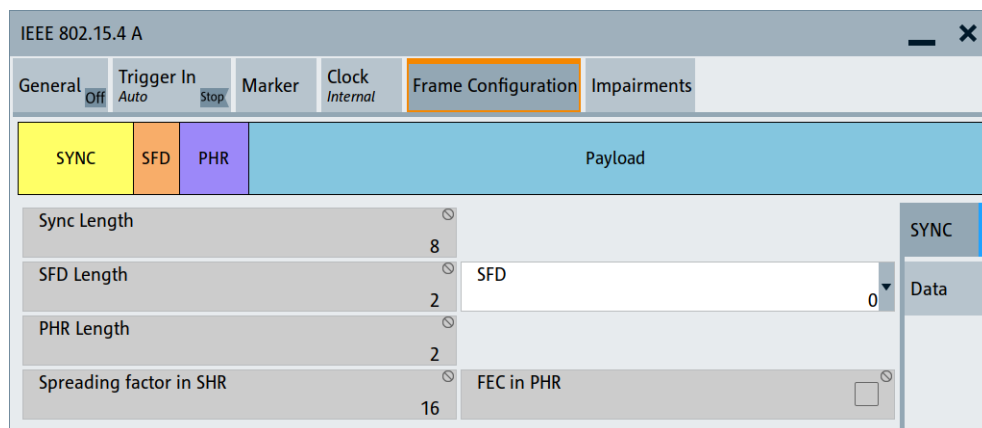 IEEE 802.15.4 A
General Off Trigger In Auto Stop Marker Clock Internal Frame Configuration Impairments
SYNC SFD PHR Payload
Sync Length
8
SYNC
SFD Length
2
SFD
0
Data
PHR Length
2
Spreading factor in SHR
16
FEC in PHR